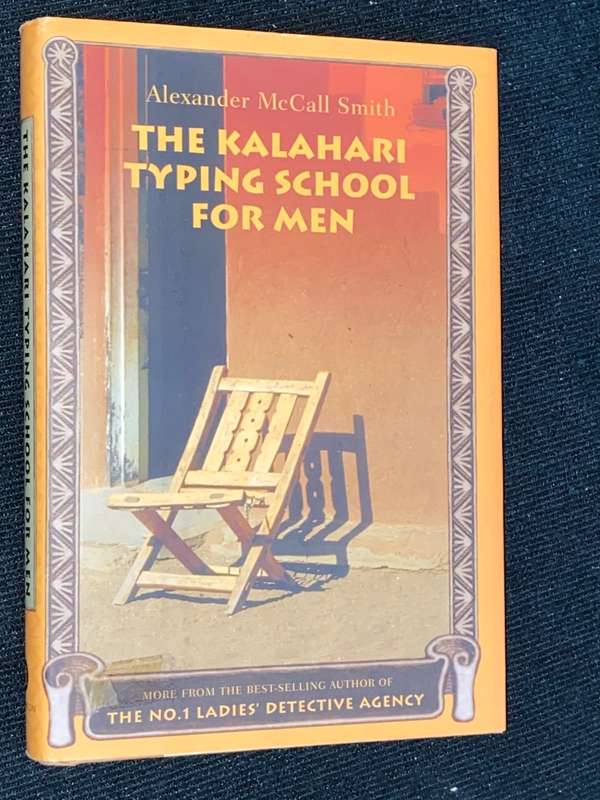 Alexander McCall Smith
THE KALAHARI
TYPING SCHOOL
FOR MEN
MORE FROM THE BEST-SELLING AUTHOR OF
THE NO.1 LADIES' DETECTIVE AGENCY
THE KALAHARI TYPING SCHOOL FOR MEN